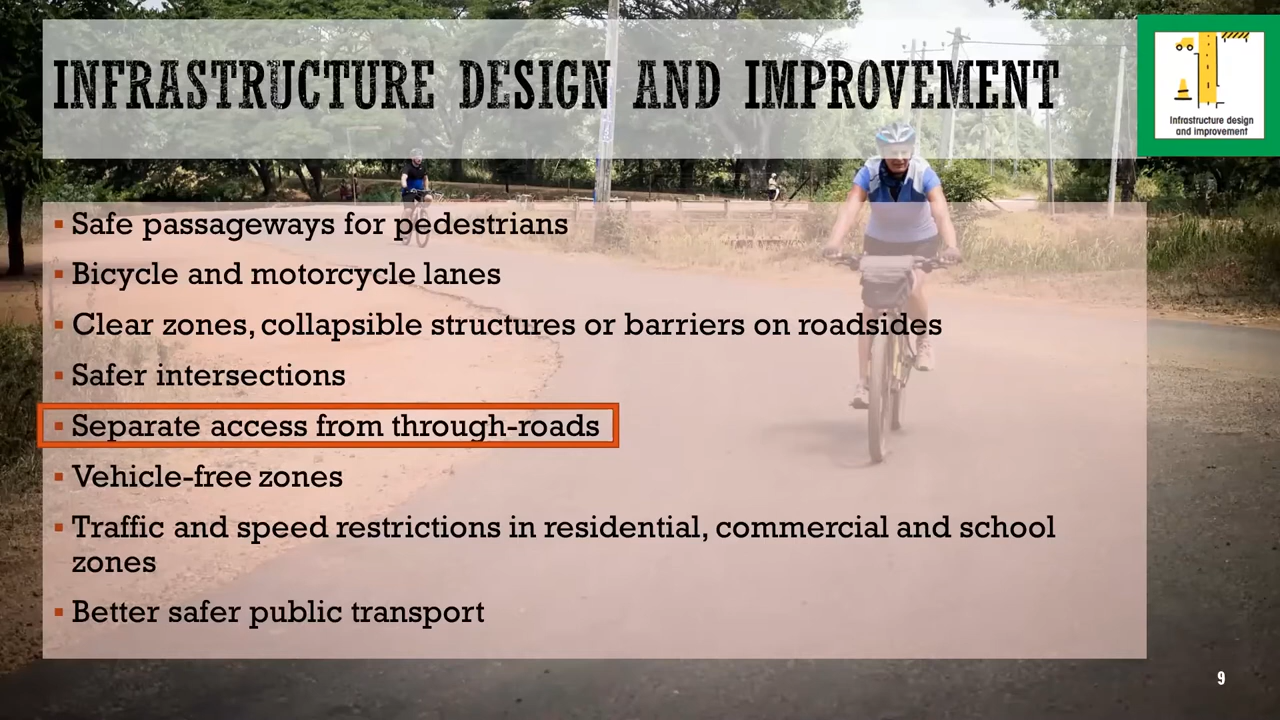 INFRASTRUCTURE DESIGN AND IMPROVEMENT
Infrastructure design
and improvement
▪ Safe passageways for pedestrians
▪ Bicycle and motorcycle lanes
▪ Clear zones, collapsible structures or barriers on roadsides
▪ Safer intersections
▪ Separate access from through-roads
▪ Vehicle-free zones
▪ Traffic and speed restrictions in residential, commercial and school
zones
▪ Better safer public transport
9